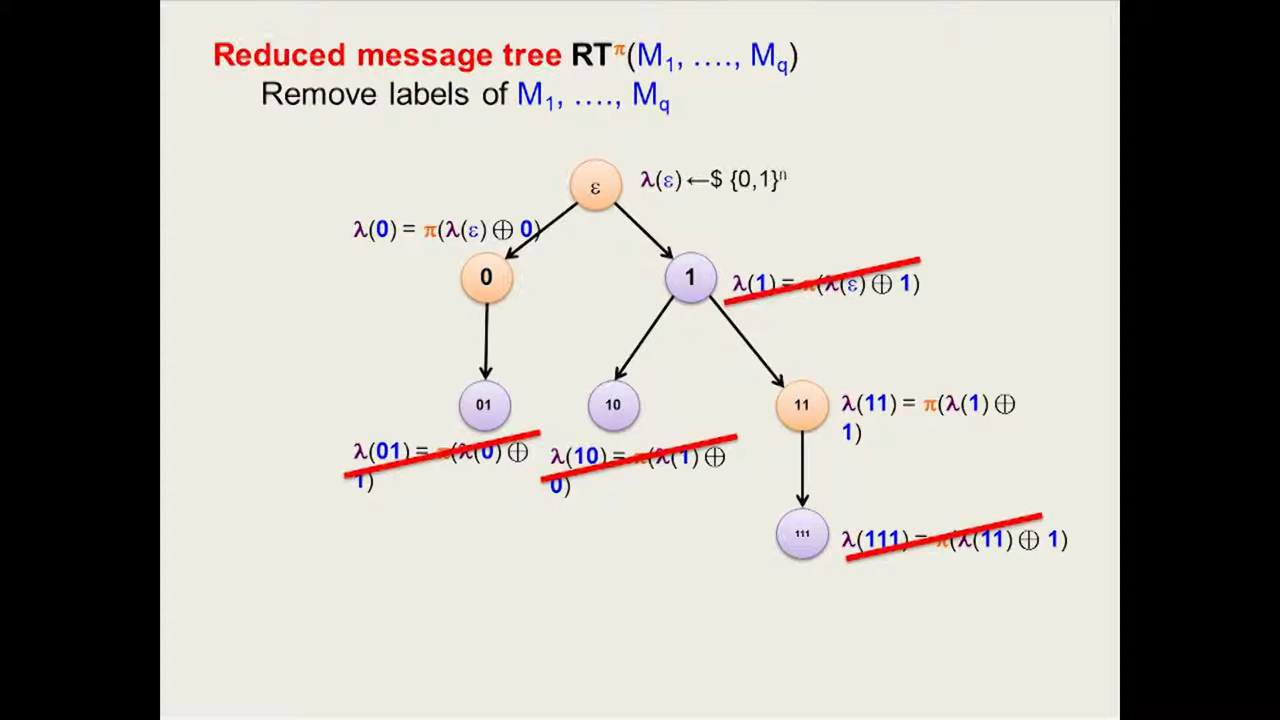 Reduced message tree RTπ(M1, …., Mq)
Remove labels of M1, …., Mq
ε
λ(ε) ←$ {0,1}ⁿ
λ(0) = π(λ(ε) ⊕ 0)
0
1
λ(1) = π(λ(ε) ⊕ 1)
01
10
11
λ(11) = π(λ(1) ⊕
1)
λ(01) = π(λ(0) ⊕
1)
λ(10) = π(λ(1) ⊕
0)
111
λ(111) = π(λ(11) ⊕ 1)